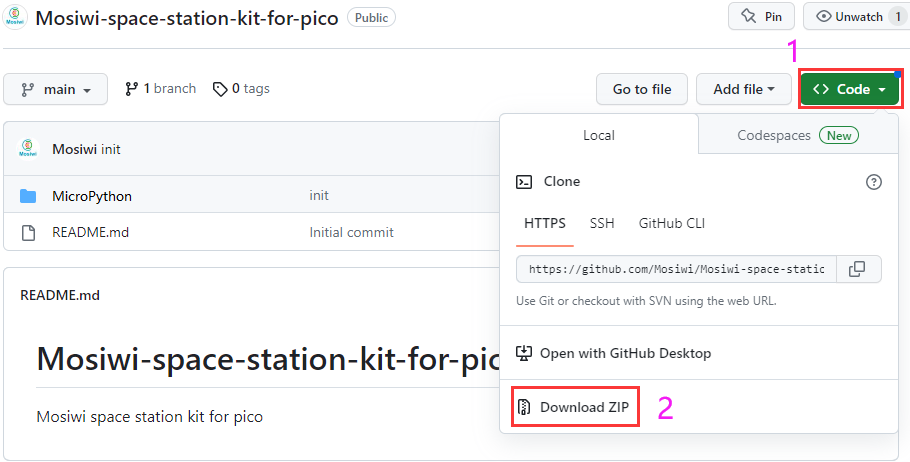 Mosiwi
Mosiwi-space-station-kit-for-pico Public
Pin
Unwatch 1
1
main
1 branch
0 tags
Go to file
Add file
<> Code
Mosiwi
Mosiwi init
MicroPython init
README.md Initial commit
Local
Codespaces New
Clone
HTTPS SSH GitHub CLI
https://github.com/Mosiwi/Mosiwi-space-static
Use Git or checkout with SVN using the web URL.
Open with GitHub Desktop
Download ZIP 2
README.md
Mosiwi-space-station-kit-for-pic
Mosiwi space station kit for pico